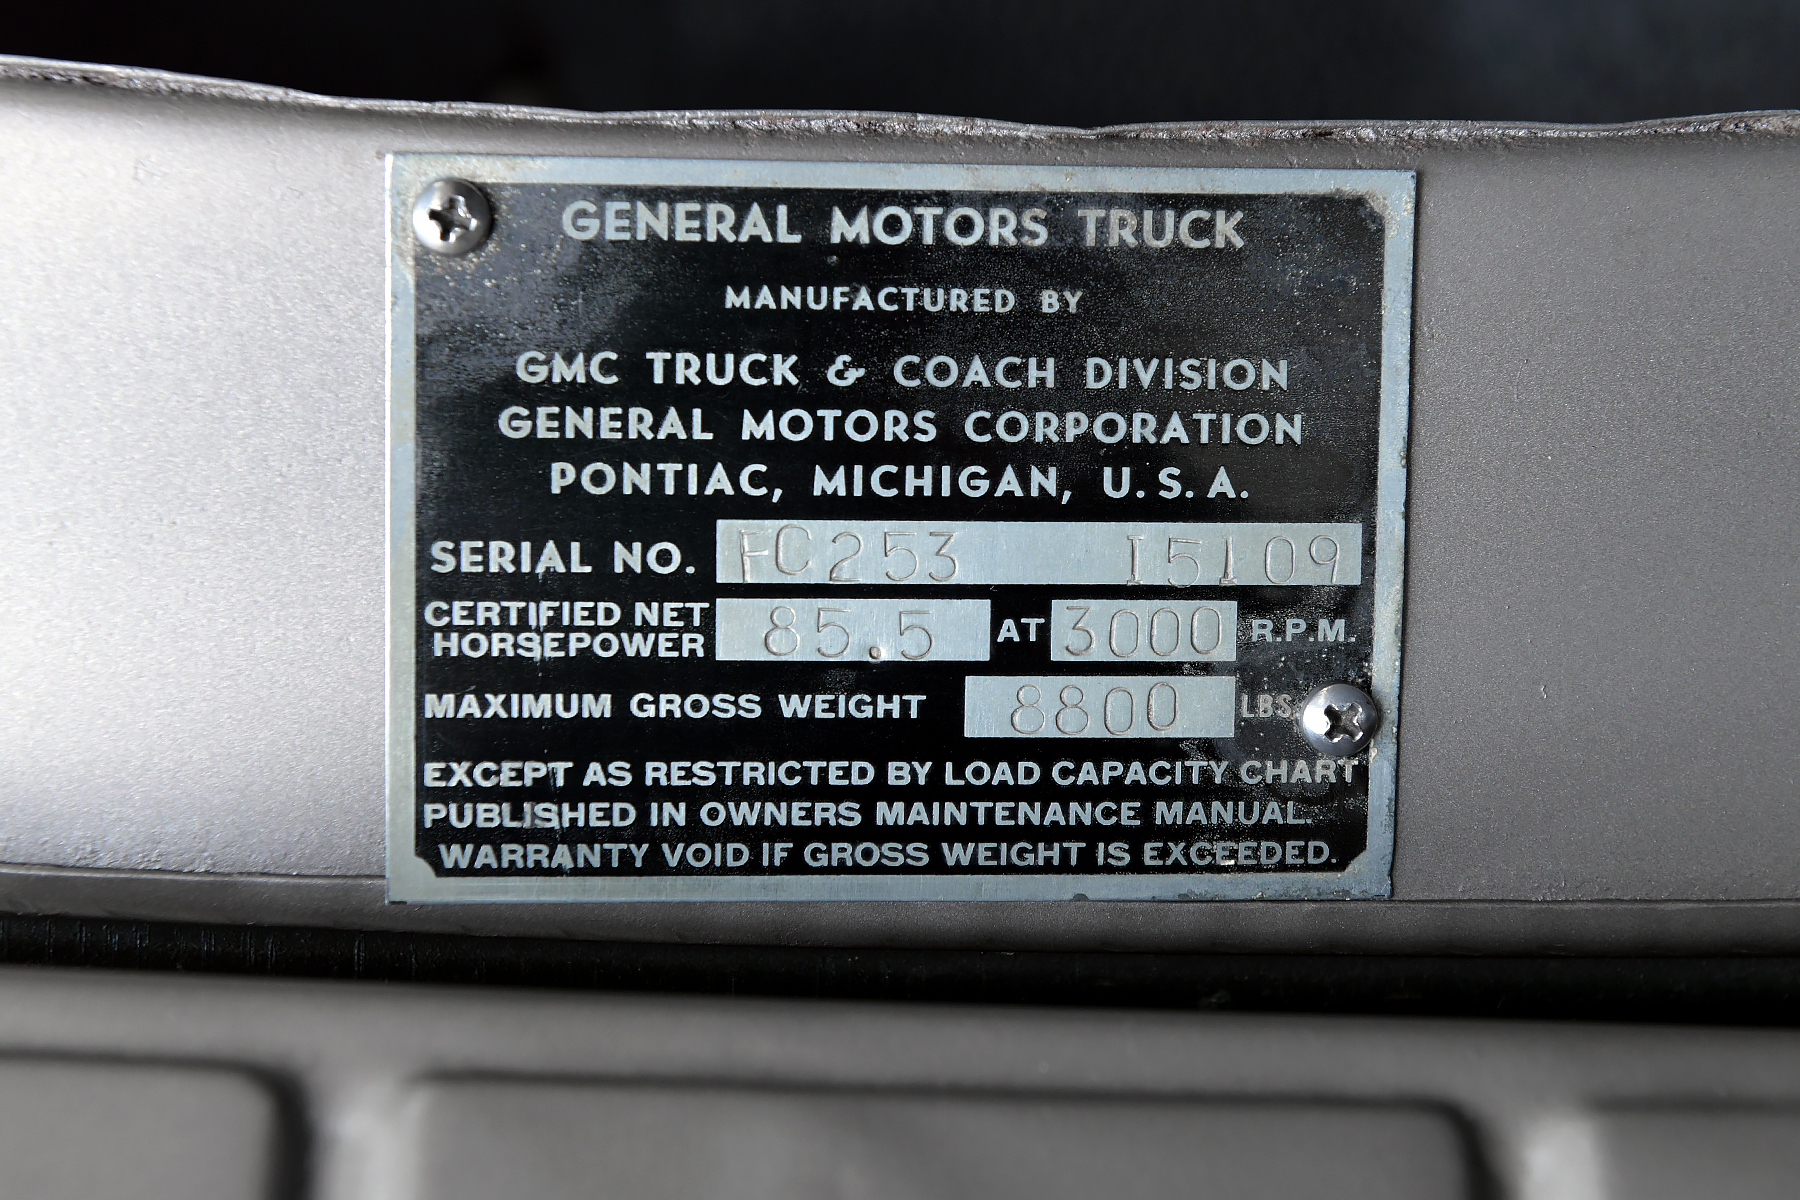 GENERAL MOTORS TRUCK
MANUFACTURED BY
GMC TRUCK & COACH DIVISION
GENERAL MOTORS CORPORATION
PONTIAC, MICHIGAN, U.S.A.
SERIAL NO. FC253 15109
CERTIFIED NET HORSEPOWER 85.5 AT 3000 R.P.M.
MAXIMUM GROSS WEIGHT 8800 LBS.
EXCEPT AS RESTRICTED BY LOAD CAPACITY CHART
PUBLISHED IN OWNERS MAINTENANCE MANUAL.
WARRANTY VOID IF GROSS WEIGHT IS EXCEEDED.